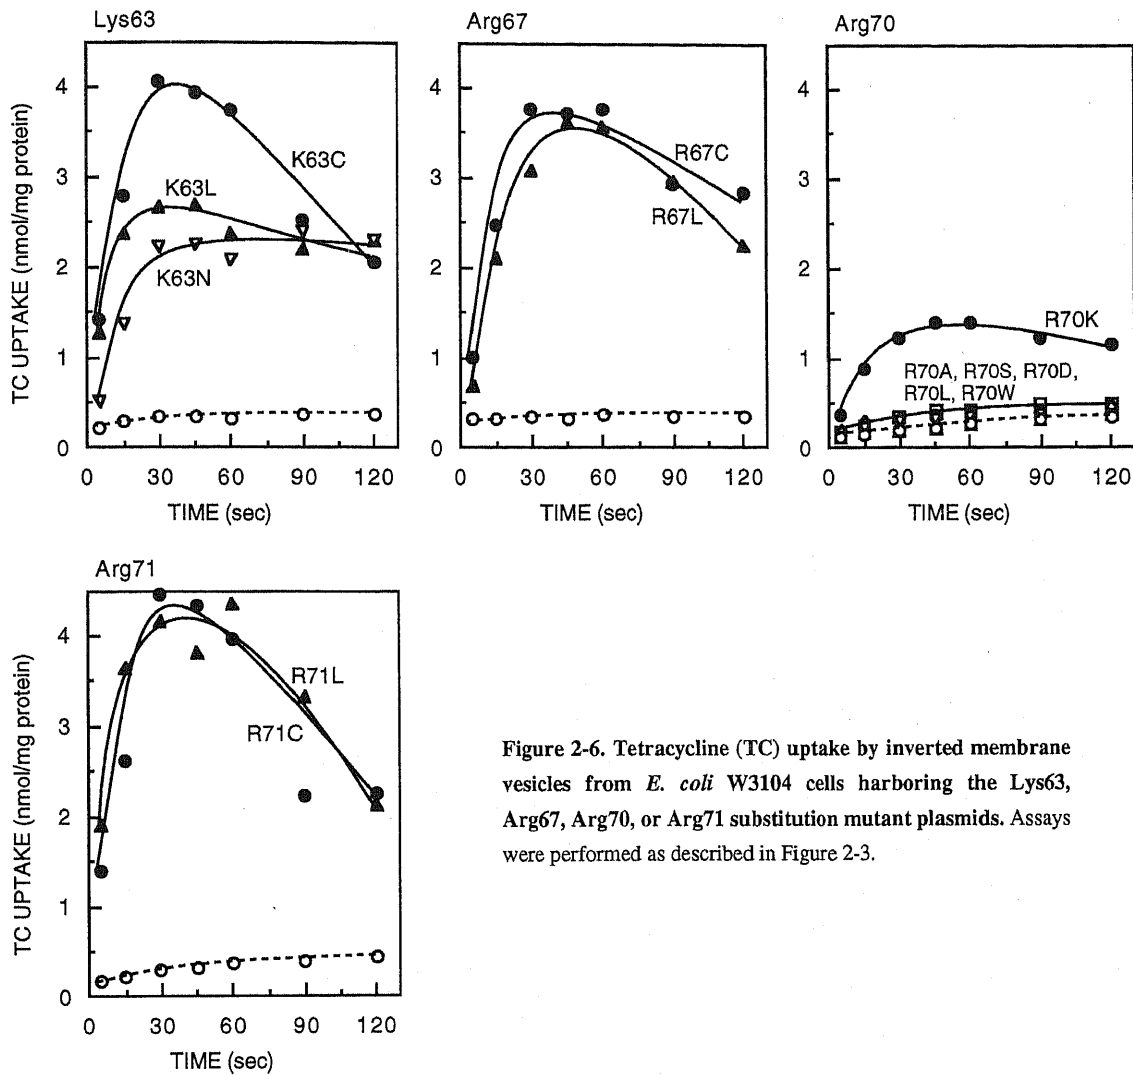 Lys63
TC UPTAKE (nmol/mg protein)
4
3
2
1
0
K63C
K63L
K63N
0 30 60 90 120
TIME (sec)
Arg67
4
3
2
1
0
R67C
R67L
0 30 60 90 120
TIME (sec)
Arg70
4
3
2
1
0
R70K
R70A, R70S, R70D,
R70L, R70W
0 30 60 90 120
TIME (sec)
Arg71
TC UPTAKE (nmol/mg protein)
4
3
2
1
0
R71L
R71C
0 30 60 90 120
TIME (sec)
Figure 2-6. Tetracycline (TC) uptake by inverted membrane
vesicles from E. coli W3104 cells harboring the Lys63,
Arg67, Arg70, or Arg71 substitution mutant plasmids. Assays
were performed as described in Figure 2-3.